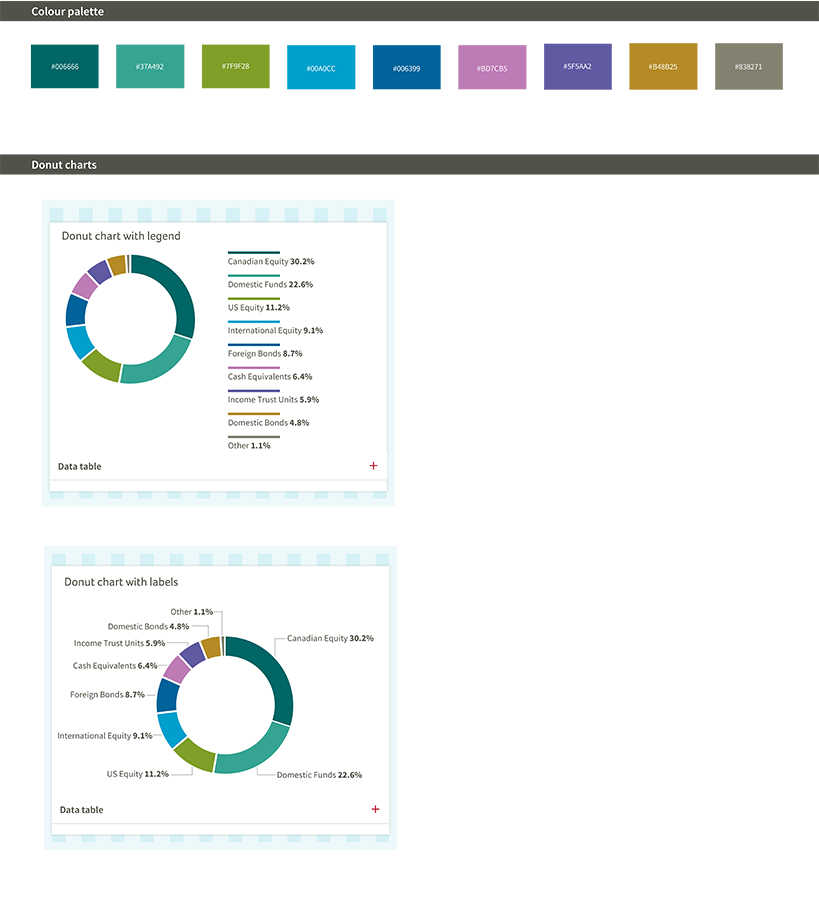 Colour palette
#006666
#37A492
#7F9F28
#00A0CC
#006399
#BD7CB5
#5F5AA2
#B48B25
#838271
Donut charts
Donut chart with legend
Canadian Equity 30.2%
Domestic Funds 22.6%
US Equity 11.2%
International Equity 9.1%
Foreign Bonds 8.7%
Cash Equivalents 6.4%
Income Trust Units 5.9%
Domestic Bonds 4.8%
Other 1.1%
Data table
Donut chart with labels
Other 1.1%
Domestic Bonds 4.8%
Canadian Equity 30.2%
Income Trust Units 5.9%
Cash Equivalents 6.4%
Foreign Bonds 8.7%
International Equity 9.1%
US Equity 11.2%
Domestic Funds 22.6%
Data table